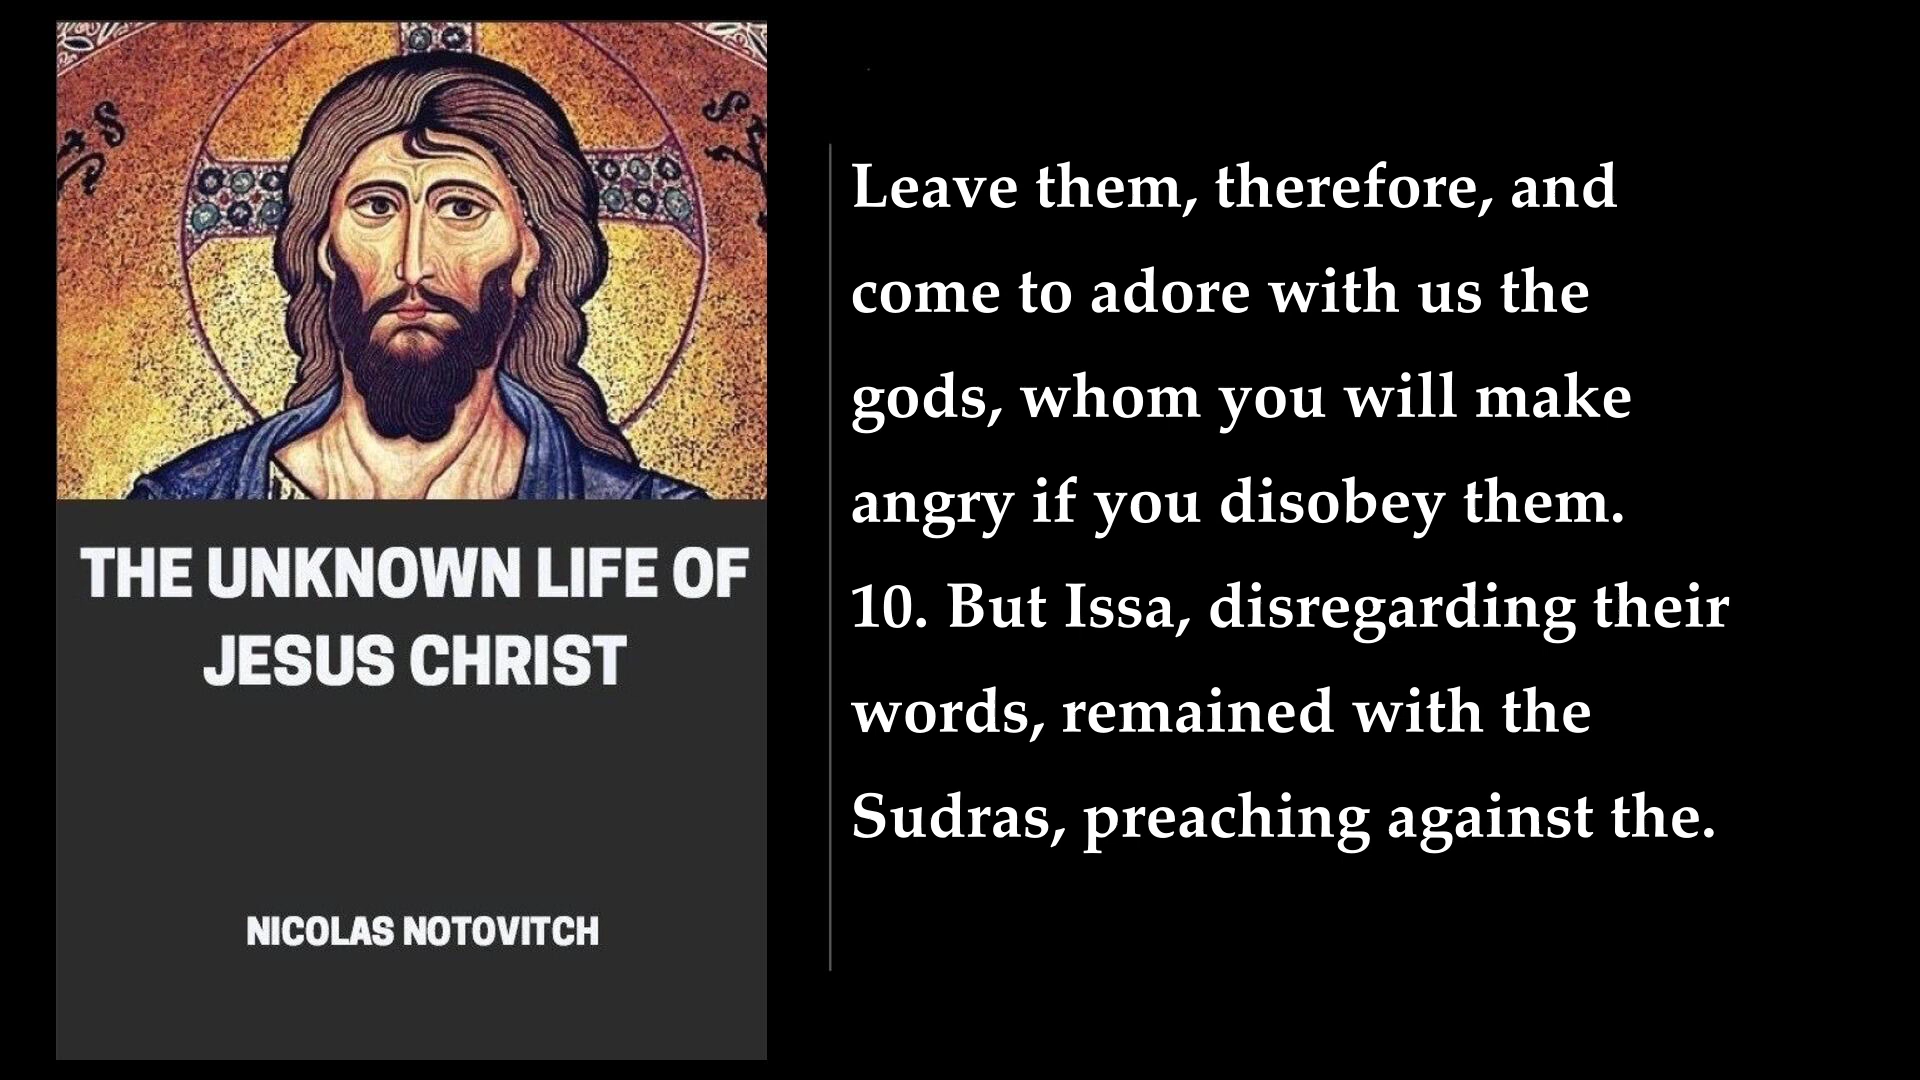 THE UNKNOWN LIFE OF
JESUS CHRIST
NICOLAS NOTOVITCH
Leave them, therefore, and
come to adore with us the
gods, whom you will make
angry if you disobey them.
10. But Issa, disregarding their
words, remained with the
Sudras, preaching against the.